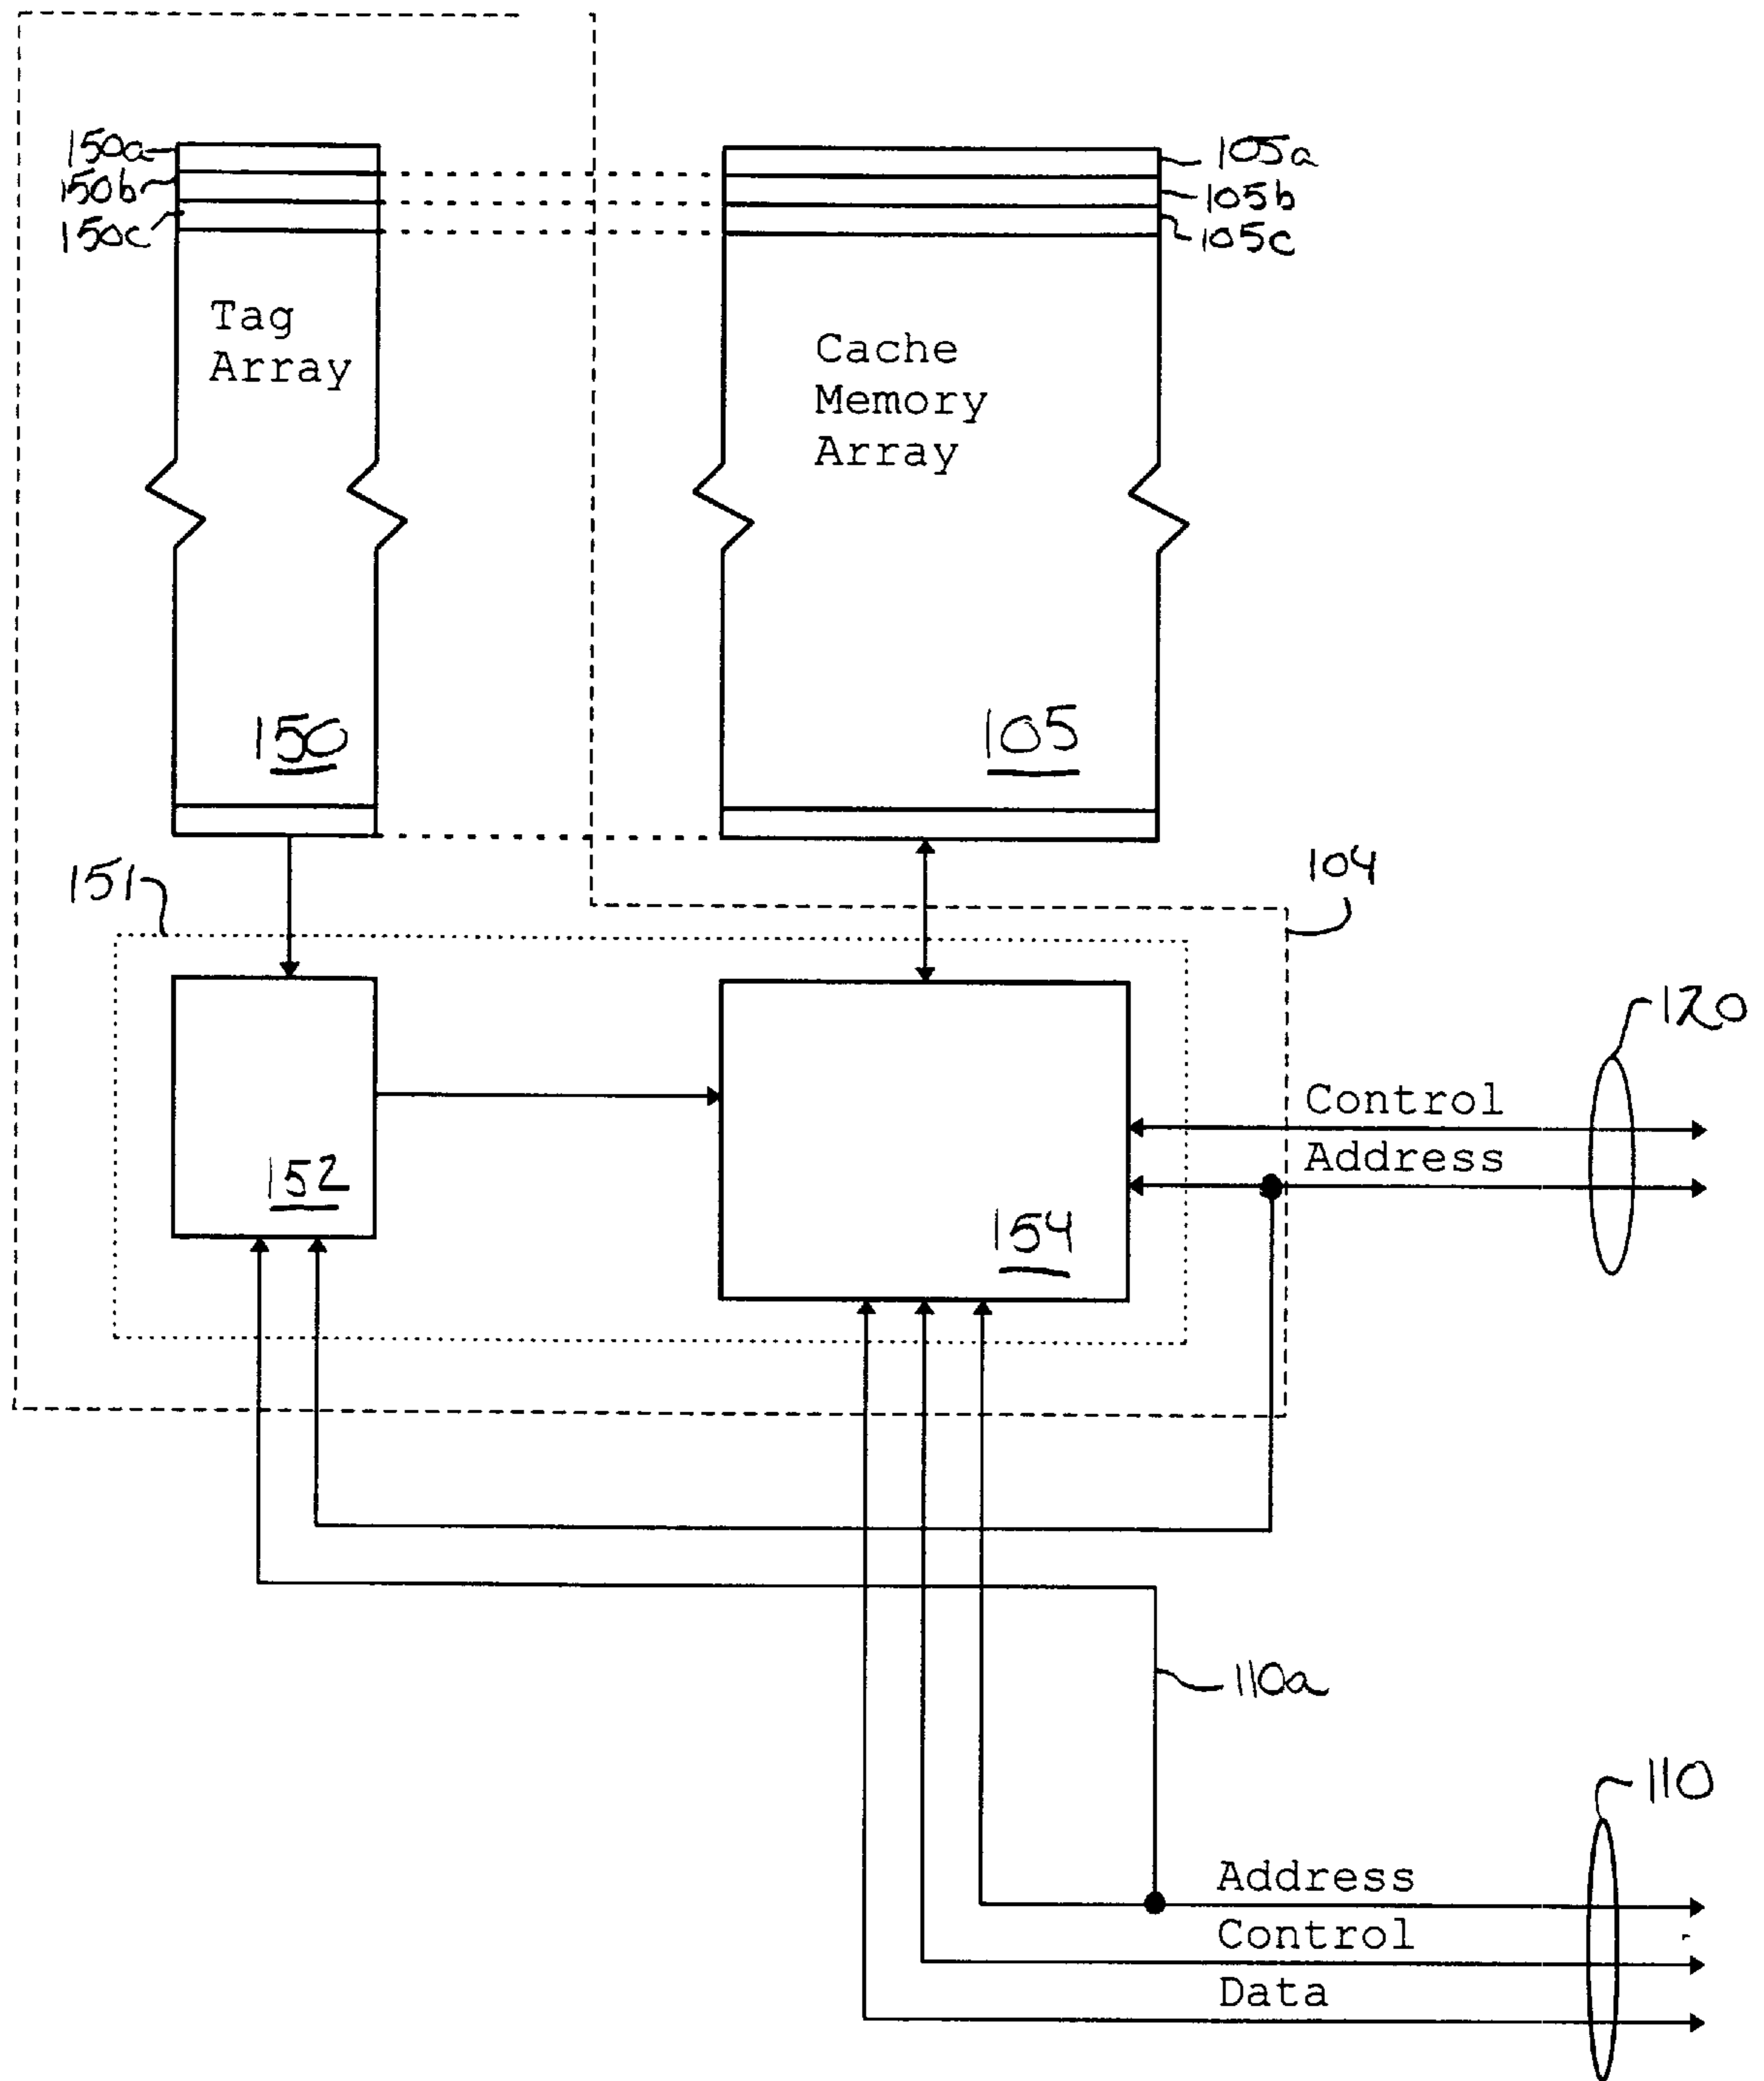 150a
105a
150b
105b
150c
105c
Tag
Array
Cache
Memory
Array
150
105
151
104
120
Control
Address
152
154
110a
110
Address
Control
Data